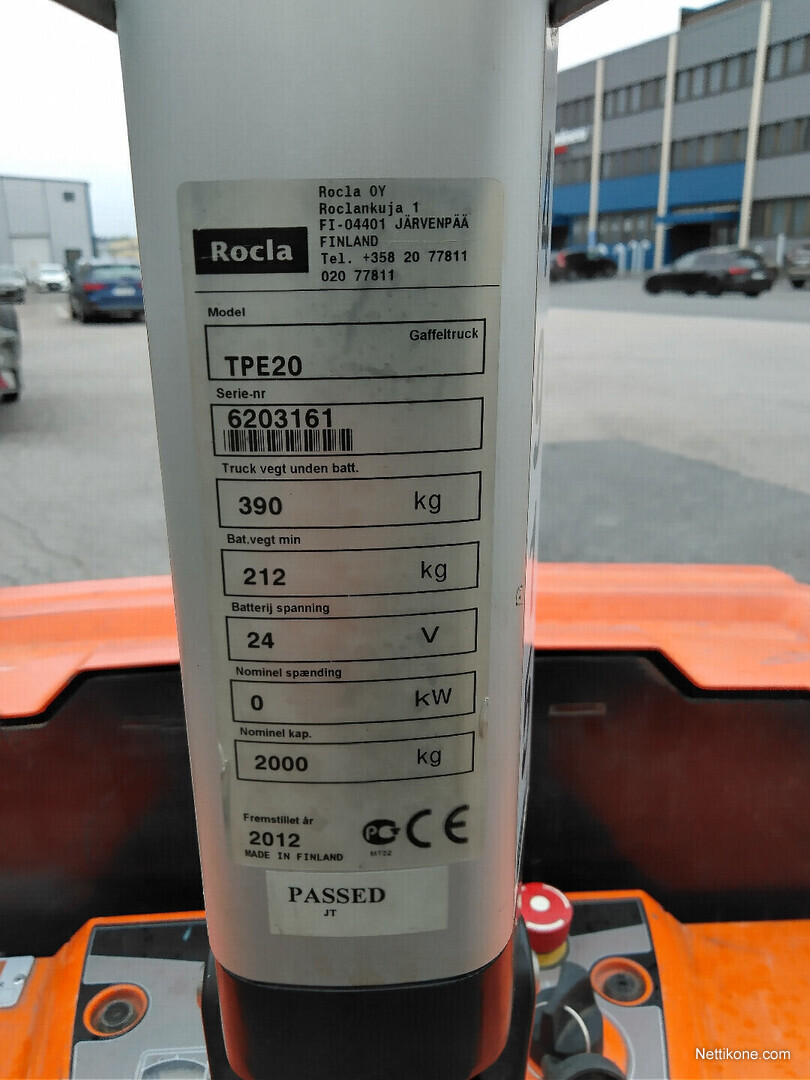 Rocla OY
Roclankuja 1
FI-04401 JÄRVENPÄÄ
FINLAND
Tel. +358 20 77811
020 77811
Rocla
Model
Gaffeltruck
TPE20
Serie-nr
6203161
Truck vegt unden batt.
390 kg
Bat.vegt min
212 kg
Batterij spanning
24 V
Nominel spænding
0 kW
Nominel kap.
2000 kg
Fremstillet år
2012
MADE IN FINLAND
MT02
CE
PASSED
JT
Nettikone.com